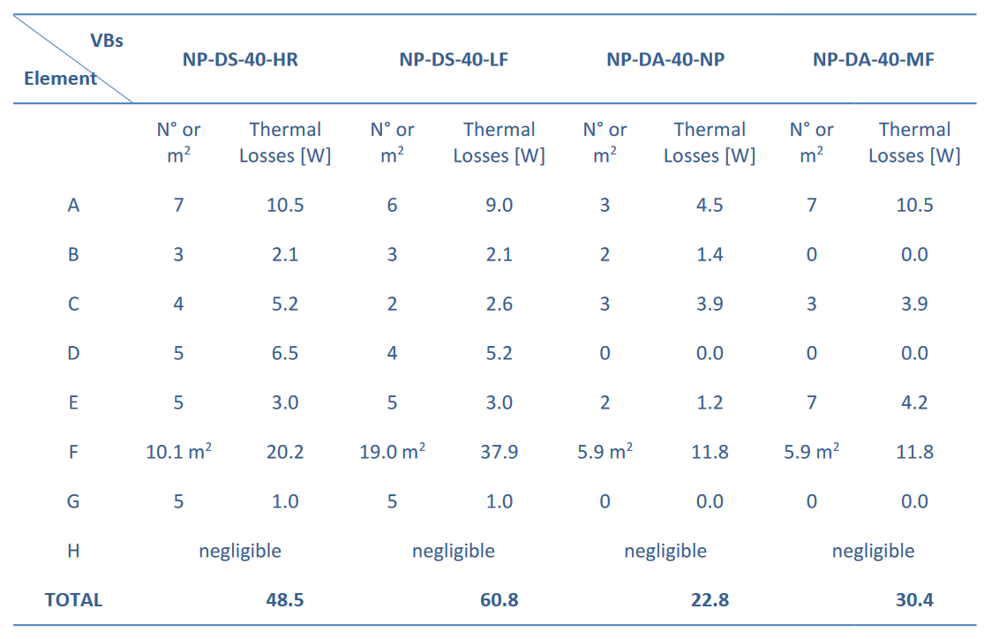 VBs
Element NP-DS-40-HR NP-DS-40-LF NP-DA-40-NP NP-DA-40-MF
N° or m² Thermal Losses [W] N° or m² Thermal Losses [W] N° or m² Thermal Losses [W] N° or m² Thermal Losses [W]
A 7 10.5 6 9.0 3 4.5 7 10.5
B 3 2.1 3 2.1 2 1.4 0 0.0
C 4 5.2 2 2.6 3 3.9 3 3.9
D 5 6.5 4 5.2 0 0.0 0 0.0
E 5 3.0 5 3.0 2 1.2 7 4.2
F 10.1 m² 20.2 19.0 m² 37.9 5.9 m² 11.8 5.9 m² 11.8
G 5 1.0 5 1.0 0 0.0 0 0.0
H negligible negligible negligible negligible
TOTAL 48.5 60.8 22.8 30.4